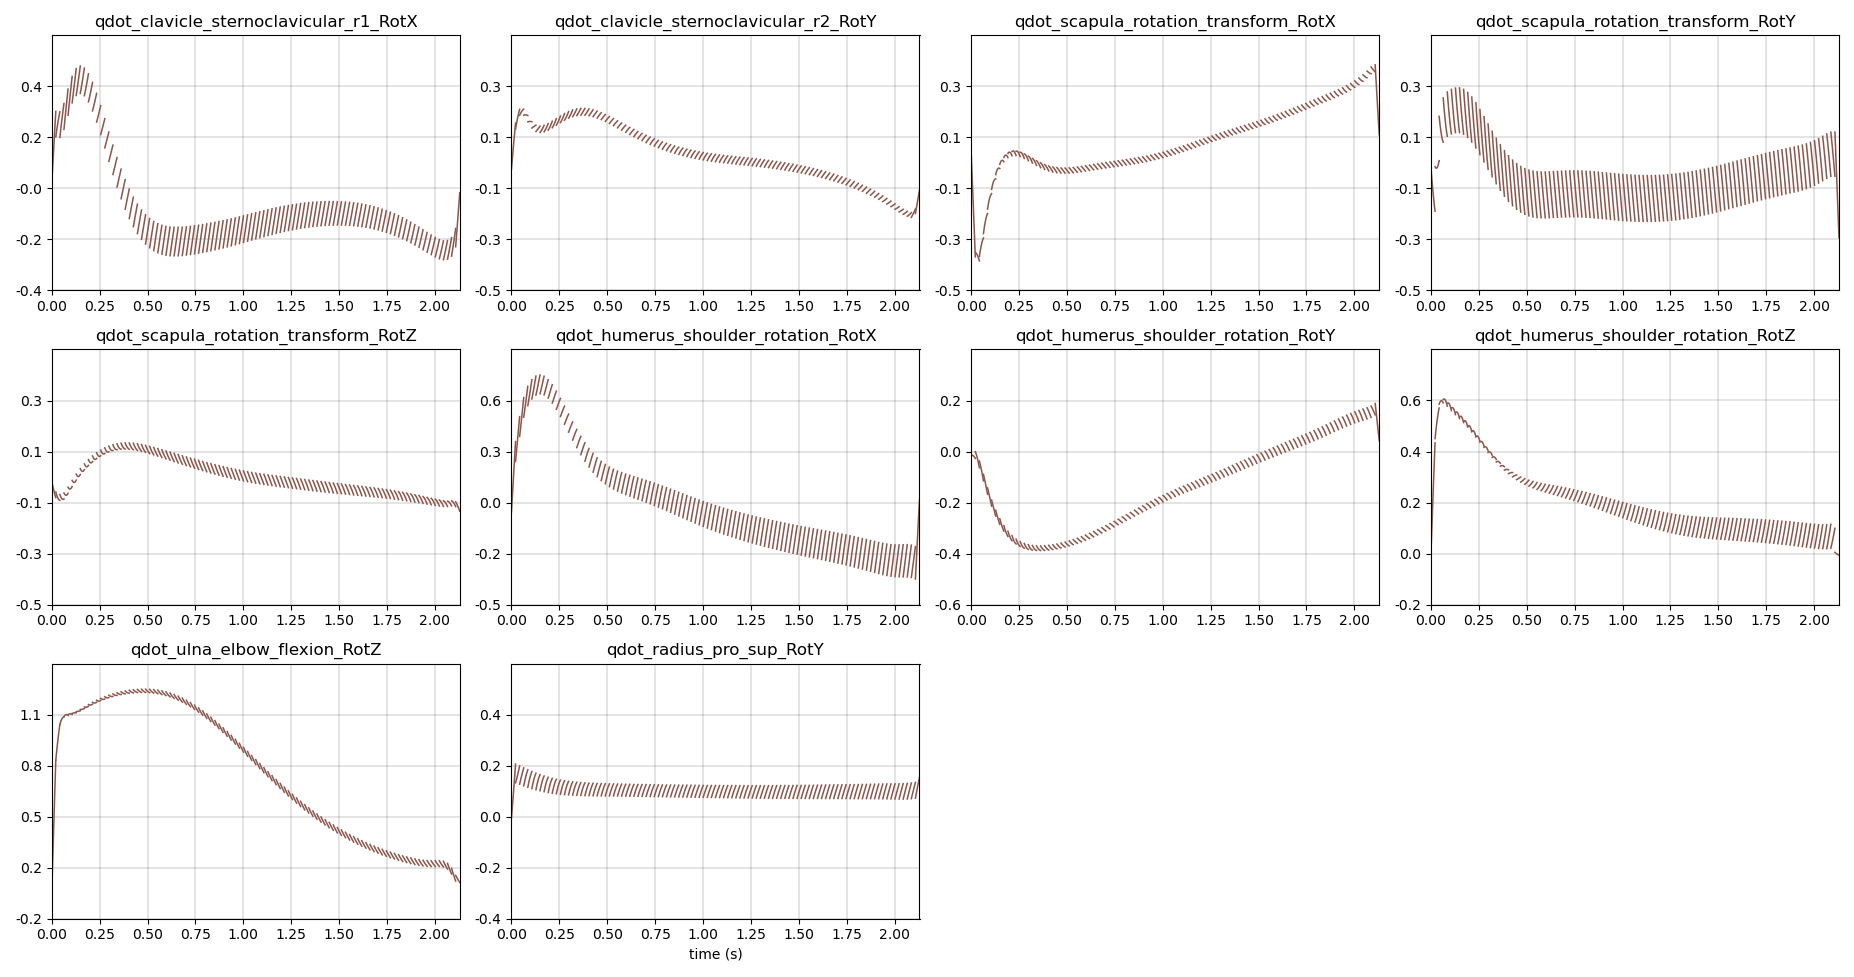 qdot_clavicle_sternoclavicular_r1_RotX
0.4
0.2
-0.0
-0.2
-0.4
0.00 0.25 0.50 0.75 1.00 1.25 1.50 1.75 2.00
qdot_clavicle_sternoclavicular_r2_RotY
0.3
0.1
-0.1
-0.3
-0.5
0.00 0.25 0.50 0.75 1.00 1.25 1.50 1.75 2.00
qdot_scapula_rotation_transform_RotX
0.3
0.1
-0.1
-0.3
-0.5
0.00 0.25 0.50 0.75 1.00 1.25 1.50 1.75 2.00
qdot_scapula_rotation_transform_RotY
0.3
0.1
-0.1
-0.3
-0.5
0.00 0.25 0.50 0.75 1.00 1.25 1.50 1.75 2.00
qdot_scapula_rotation_transform_RotZ
0.3
0.1
-0.1
-0.3
-0.5
0.00 0.25 0.50 0.75 1.00 1.25 1.50 1.75 2.00
qdot_humerus_shoulder_rotation_RotX
0.6
0.3
0.0
-0.2
-0.5
0.00 0.25 0.50 0.75 1.00 1.25 1.50 1.75 2.00
qdot_humerus_shoulder_rotation_RotY
0.2
0.0
-0.2
-0.4
-0.6
0.00 0.25 0.50 0.75 1.00 1.25 1.50 1.75 2.00
qdot_humerus_shoulder_rotation_RotZ
0.6
0.4
0.2
0.0
-0.2
0.00 0.25 0.50 0.75 1.00 1.25 1.50 1.75 2.00
qdot_ulna_elbow_flexion_RotZ
1.1
0.8
0.5
0.2
-0.2
0.00 0.25 0.50 0.75 1.00 1.25 1.50 1.75 2.00
qdot_radius_pro_sup_RotY
0.4
0.2
0.0
-0.2
-0.4
0.00 0.25 0.50 0.75 1.00 1.25 1.50 1.75 2.00
time (s)